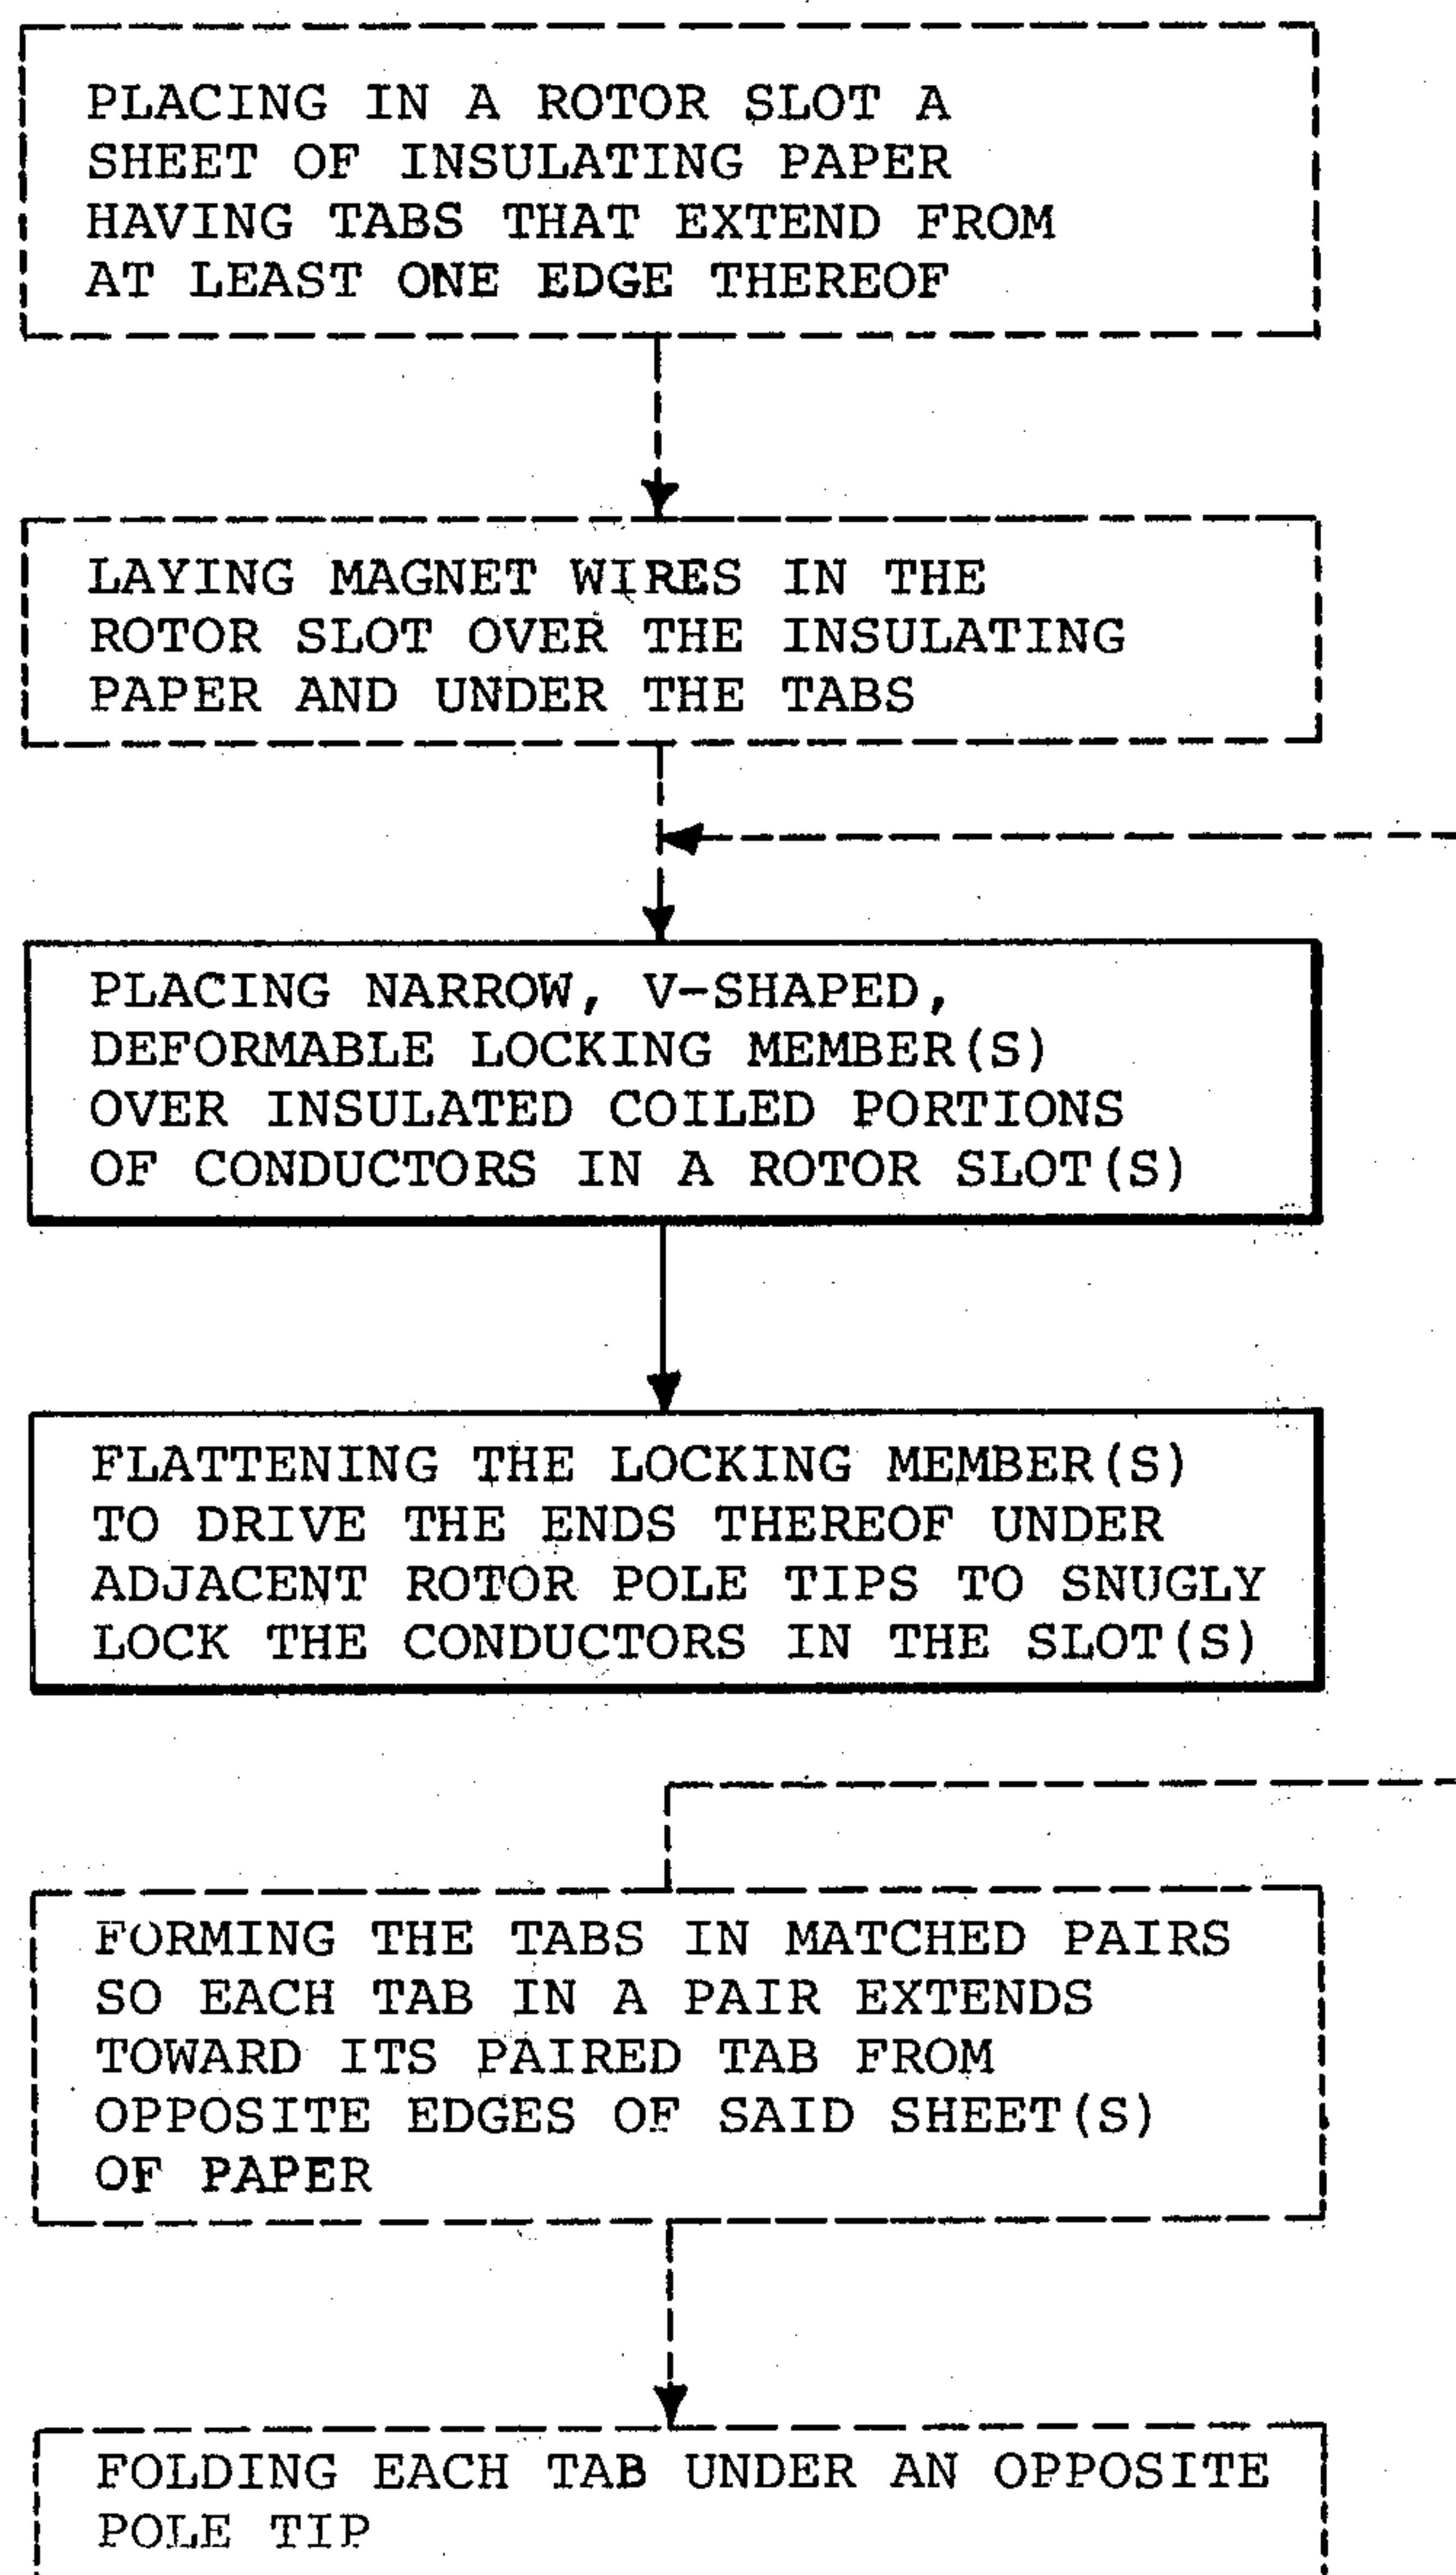 PLACING IN A ROTOR SLOT A
SHEET OF INSULATING PAPER
HAVING TABS THAT EXTEND FROM
AT LEAST ONE EDGE THEREOF
LAYING MAGNET WIRES IN THE
ROTOR SLOT OVER THE INSULATING
PAPER AND UNDER THE TABS
PLACING NARROW, V-SHAPED,
DEFORMABLE LOCKING MEMBER(S)
OVER INSULATED COILED PORTIONS
OF CONDUCTORS IN A ROTOR SLOT(S)
FLATTENING THE LOCKING MEMBER(S)
TO DRIVE THE ENDS THEREOF UNDER
ADJACENT ROTOR POLE TIPS TO SNUGLY
LOCK THE CONDUCTORS IN THE SLOT(S)
FORMING THE TABS IN MATCHED PAIRS
SO EACH TAB IN A PAIR EXTENDS
TOWARD ITS PAIRED TAB FROM
OPPOSITE EDGES OF SAID SHEET(S)
OF PAPER
FOLDING EACH TAB UNDER AN OPPOSITE
POLE TIP